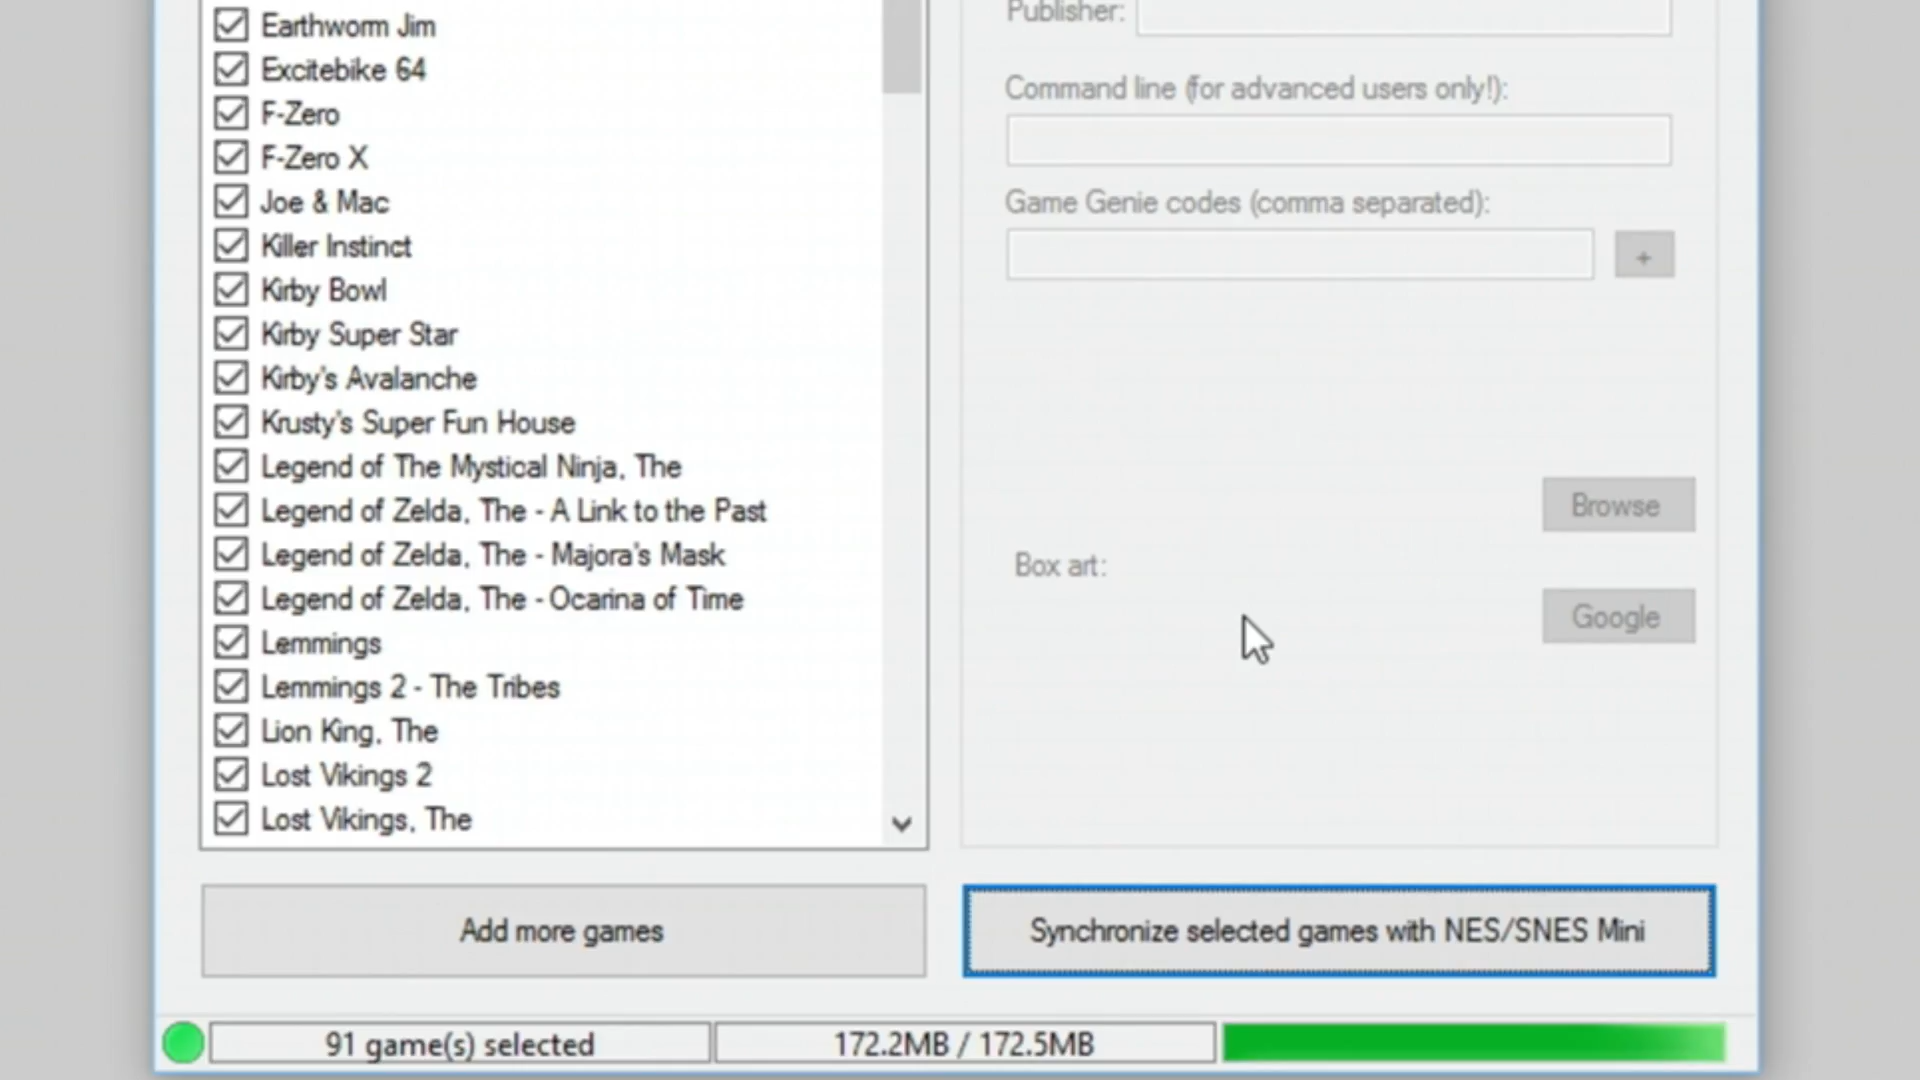 Earthworm Jim
Excitebike 64
F-Zero
F-Zero X
Joe & Mac
Killer Instinct
Kirby Bowl
Kirby Super Star
Kirby's Avalanche
Krusty's Super Fun House
Legend of The Mystical Ninja, The
Legend of Zelda, The - A Link to the Past
Legend of Zelda, The - Majora's Mask
Legend of Zelda, The - Ocarina of Time
Lemmings
Lemmings 2 - The Tribes
Lion King, The
Lost Vikings 2
Lost Vikings, The
Publisher:
Command line (for advanced users only!):
Game Genie codes (comma separated):
+
Browse
Box art:
Google
Add more games
Synchronize selected games with NES/SNES Mini
91 game(s) selected
172.2MB / 172.5MB